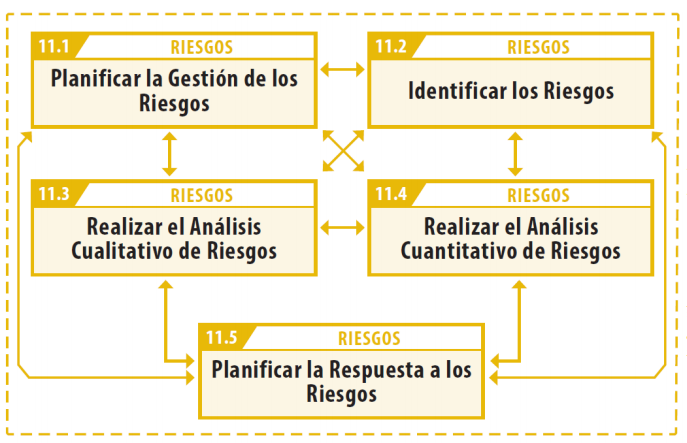 11.1 RIESGOS
Planificar la Gestión de los
Riesgos
11.2 RIESGOS
Identificar los Riesgos
11.3 RIESGOS
Realizar el Análisis
Cualitativo de Riesgos
11.4 RIESGOS
Realizar el Análisis
Cuantitativo de Riesgos
11.5 RIESGOS
Planificar la Respuesta a los
Riesgos